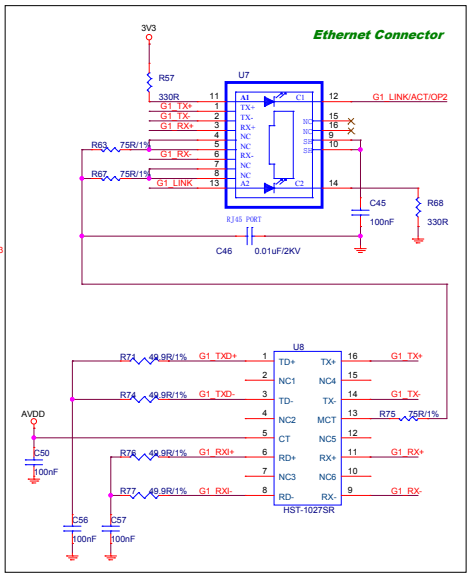 3V3
Ethernet Connector
R57
330R
U7
11
A1
C1
12
G1_LINK/ACT/OP2
G1_TX+
1
TX+
G1_TX-
2
TX-
NC
15
G1_RX+
3
RX+
NC
16
4
NC
SH
9
R63
75R/1%
5
NC
SH
10
G1_RX-
6
RX-
7
NC
R67
75R/1%
8
NC
G1_LINK
13
A2
C2
14
RJ45 PORT
C45
100nF
R68
330R
C46
0.01uF/2KV
3
U8
R71
49.9R/1%
G1_TXD+
1
TD+
TX+
16
G1_TX+
2
NC1
NC4
15
R74
49.9R/1%
G1_TXD-
3
TD-
TX-
14
G1_TX-
AVDD
4
NC2
MCT
13
R75
75R/1%
5
CT
NC5
12
R76
49.9R/1%
G1_RXI+
6
RD+
RX+
11
G1_RX+
C50
100nF
7
NC3
NC6
10
R77
49.9R/1%
G1_RXI-
8
RD-
RX-
9
G1_RX-
HST-1027SR
C56
100nF
C57
100nF